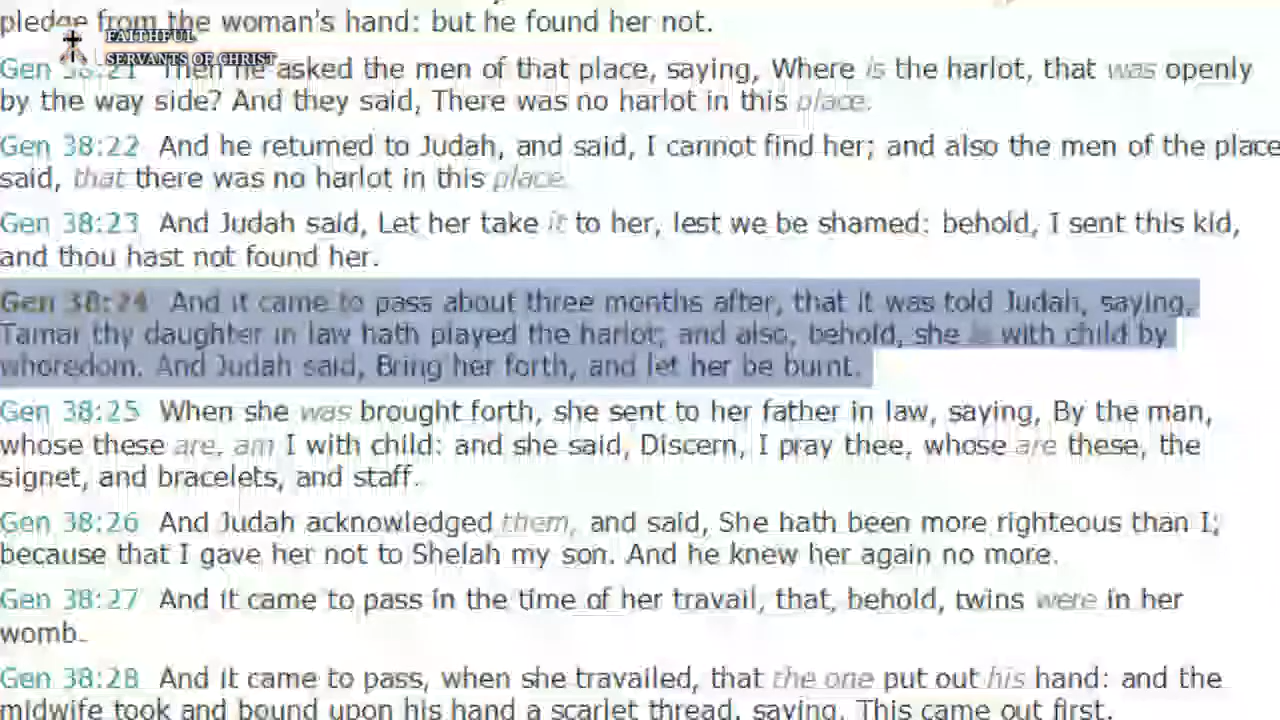 pledge from the woman's hand: but he found her not.
FAITHFUL
SERVANTS OF CHRIST
Gen 38:21 Then he asked the men of that place, saying, Where is the harlot, that was openly
by the way side? And they said, There was no harlot in this place.
Gen 38:22 And he returned to Judah, and said, I cannot find her; and also the men of the place
said, that there was no harlot in this place.
Gen 38:23 And Judah said, Let her take it to her, lest we be shamed: behold, I sent this kid,
and thou hast not found her.
Gen 38:24 And it came to pass about three months after, that it was told Judah, saying,
Tamar thy daughter in law hath played the harlot; and also, behold, she is with child by
whoredom. And Judah said, Bring her forth, and let her be burnt.
Gen 38:25 When she was brought forth, she sent to her father in law, saying, By the man,
whose these are, am I with child: and she said, Discern, I pray thee, whose are these, the
signet, and bracelets, and staff.
Gen 38:26 And Judah acknowledged them, and said, She hath been more righteous than I;
because that I gave her not to Shelah my son. And he knew her again no more.
Gen 38:27 And it came to pass in the time of her travail, that, behold, twins were in her
womb.
Gen 38:28 And it came to pass, when she travailed, that the one put out his hand: and the
midwife took and bound upon his hand a scarlet thread, saying, This came out first.